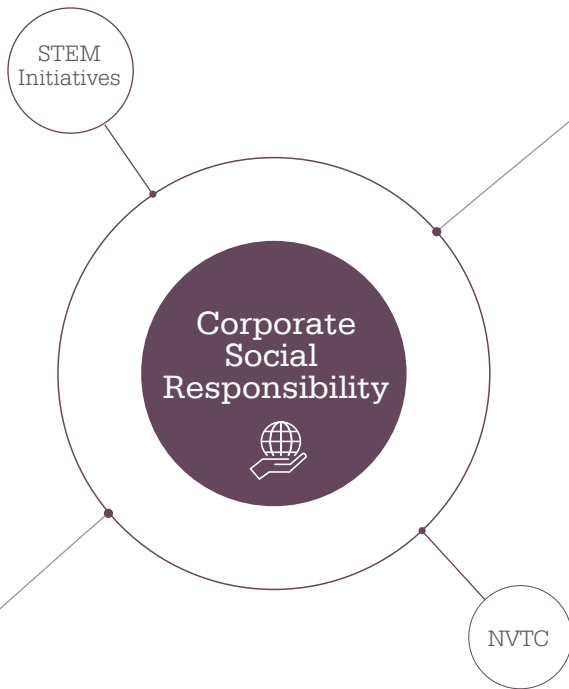 STEM
Initiatives
Corporate
Social
Responsibility
NVTC